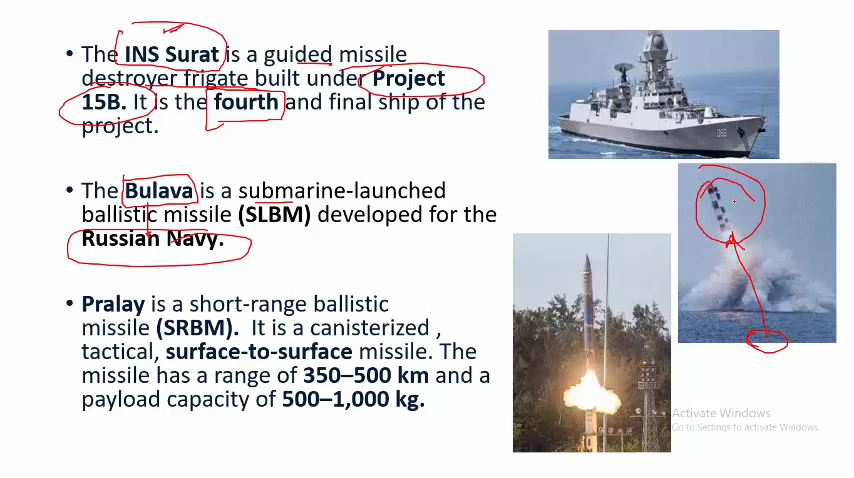 • The INS Surat is a guided missile
destroyer frigate built under Project
15B. It is the fourth and final ship of the
project.
• The Bulava is a submarine-launched
ballistic missile (SLBM) developed for the
Russian Navy.
• Pralay is a short-range ballistic
missile (SRBM). It is a canisterized ,
tactical, surface-to-surface missile. The
missile has a range of 350–500 km and a
payload capacity of 500–1,000 kg.
Activate Windows
Go to Settings to activate Windows.